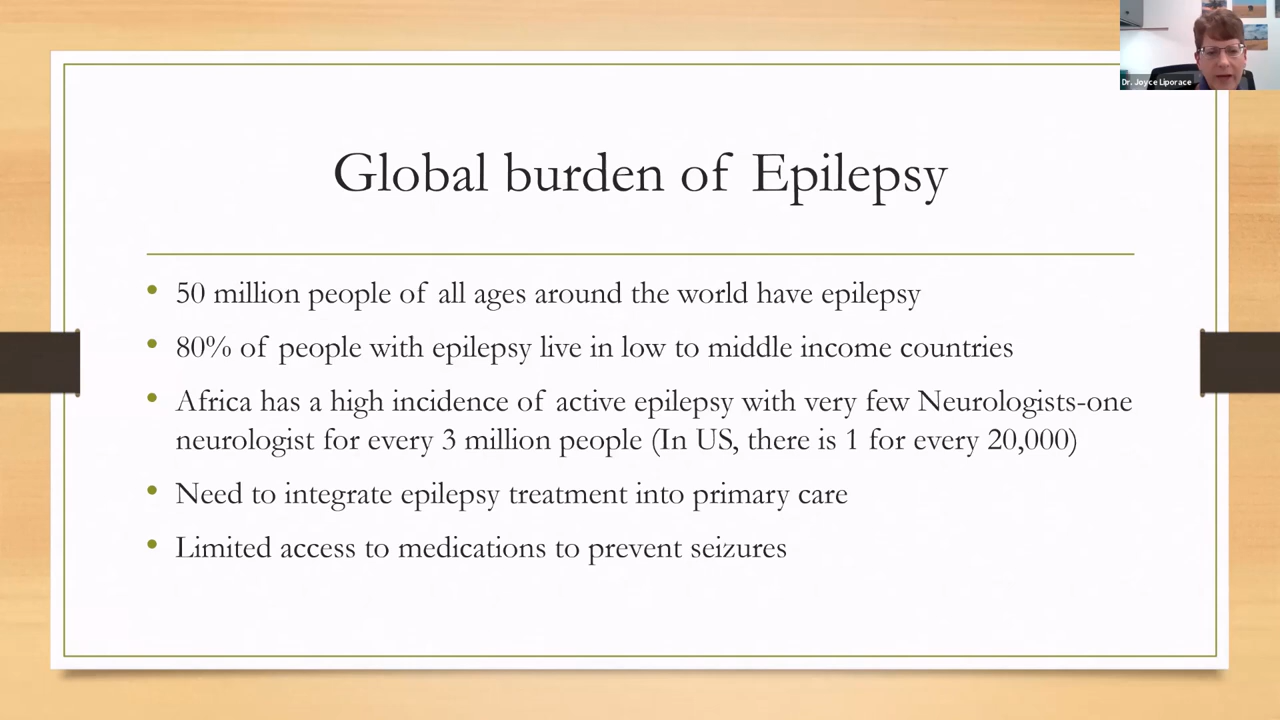 Dr. Joyce Liporace
Global burden of Epilepsy
• 50 million people of all ages around the world have epilepsy
• 80% of people with epilepsy live in low to middle income countries
• Africa has a high incidence of active epilepsy with very few Neurologists-one
neurologist for every 3 million people (In US, there is 1 for every 20,000)
• Need to integrate epilepsy treatment into primary care
• Limited access to medications to prevent seizures